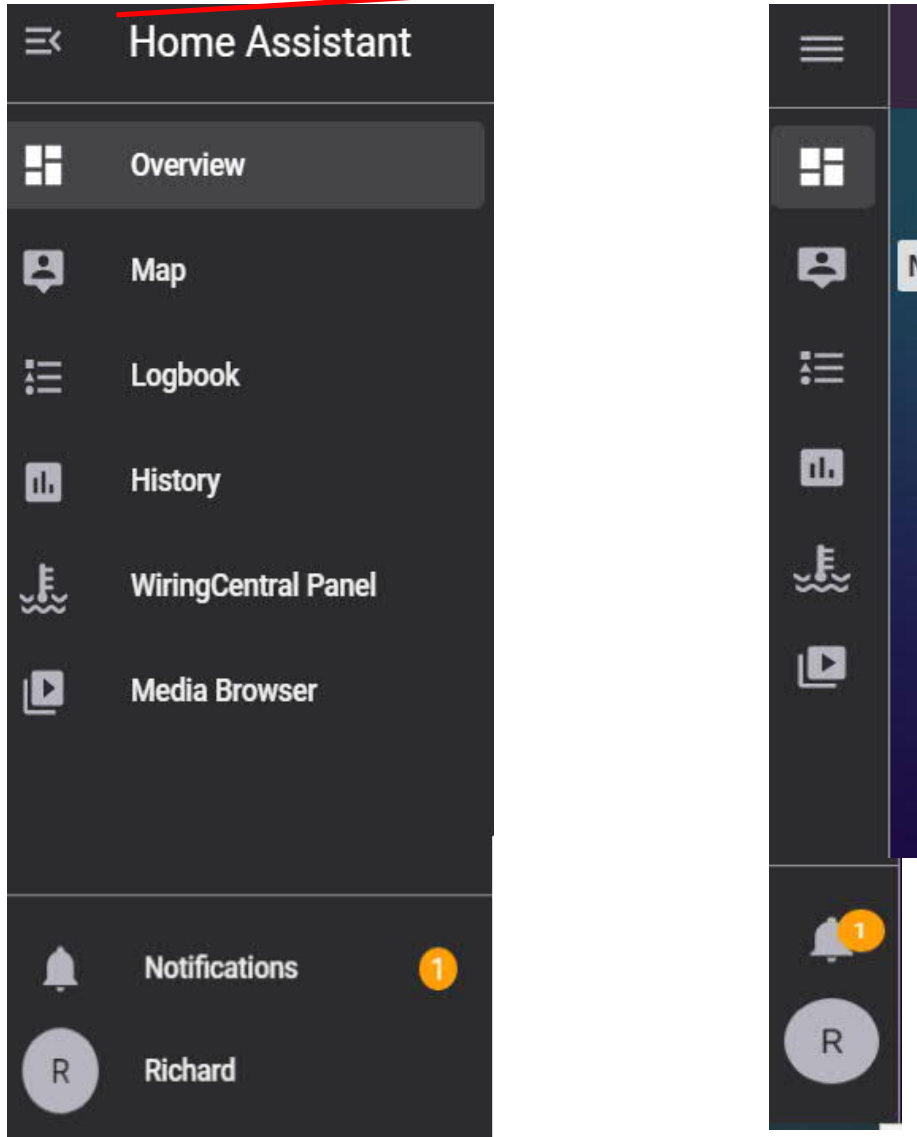 Home Assistant
Overview
Map
Logbook
History
WiringCentral Panel
Media Browser
Notifications 1
Richard
R
1
R